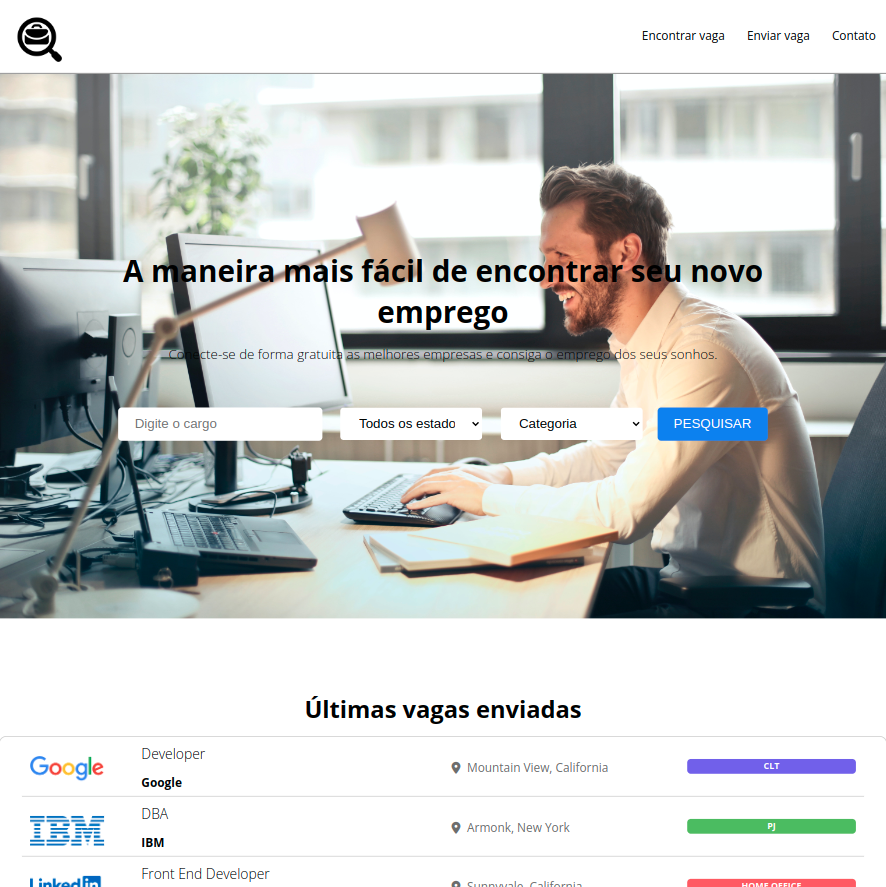 Encontrar vaga Enviar vaga Contato
A maneira mais fácil de encontrar seu novo
emprego
Conecte-se de forma gratuita as melhores empresas e consiga o emprego dos seus sonhos.
Digite o cargo Todos os estado Categoria PESQUISAR
Últimas vagas enviadas
Google
Developer
Google
Mountain View, California
CLT
IBM
DBA
IBM
Armonk, New York
PJ
Linkedin
Front End Developer
Sunnyvale, California
HOME OFFICE